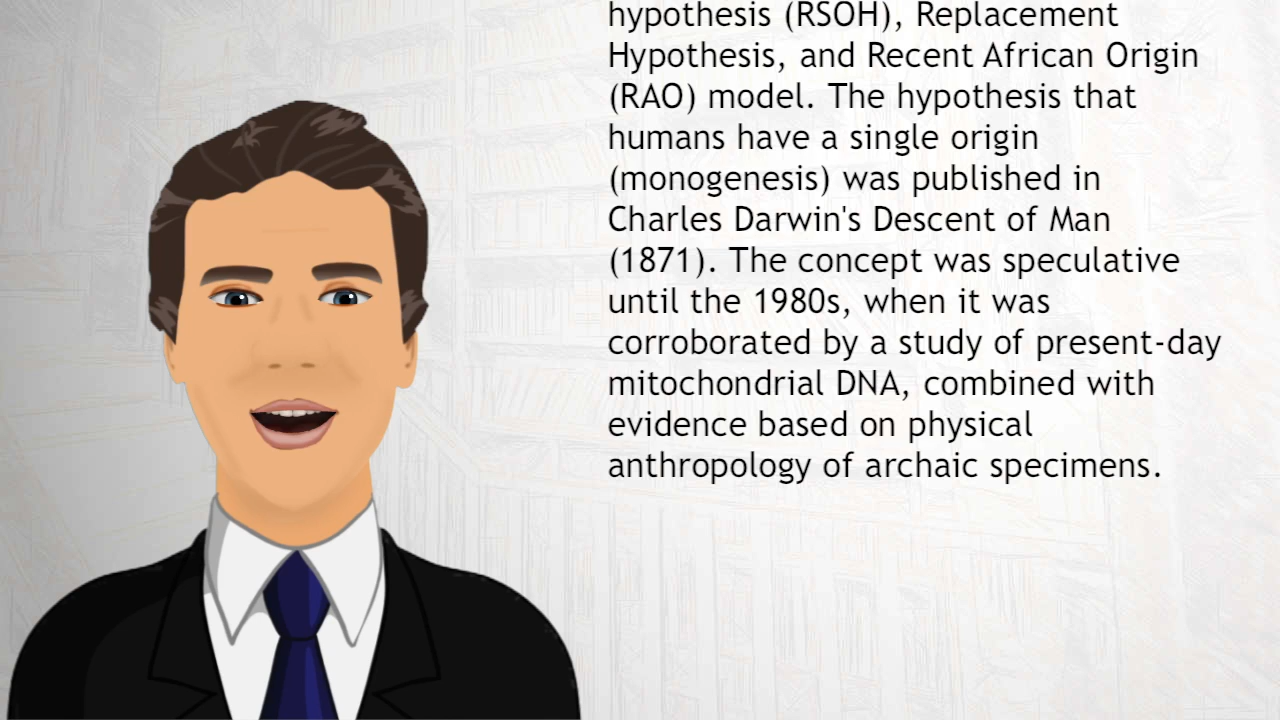 hypothesis (RSOH), Replacement
Hypothesis, and Recent African Origin
(RAO) model. The hypothesis that
humans have a single origin
(monogenesis) was published in
Charles Darwin's Descent of Man
(1871). The concept was speculative
until the 1980s, when it was
corroborated by a study of present-day
mitochondrial DNA, combined with
evidence based on physical
anthropology of archaic specimens.